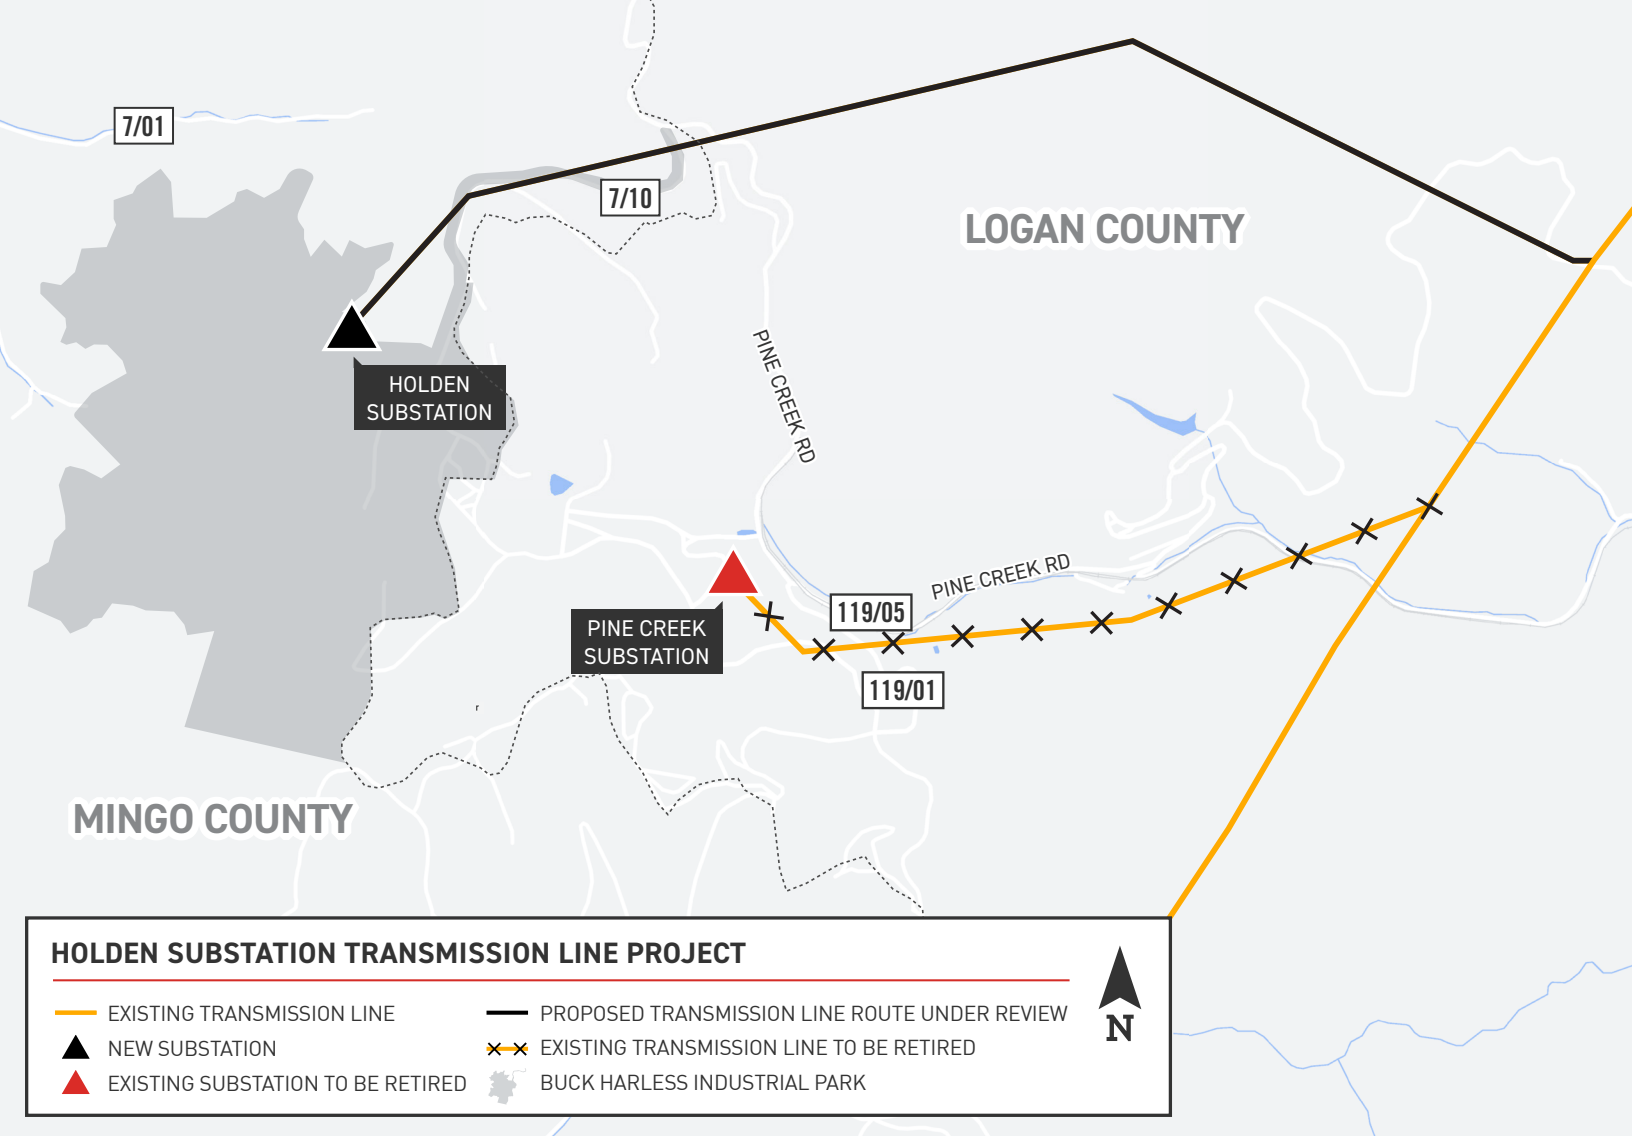 7/01
7/10
LOGAN COUNTY
PINE CREEK RD
HOLDEN
SUBSTATION
PINE CREEK RD
119/05
PINE CREEK
SUBSTATION
119/01
MINGO COUNTY
HOLDEN SUBSTATION TRANSMISSION LINE PROJECT
EXISTING TRANSMISSION LINE
NEW SUBSTATION
EXISTING SUBSTATION TO BE RETIRED
PROPOSED TRANSMISSION LINE ROUTE UNDER REVIEW
EXISTING TRANSMISSION LINE TO BE RETIRED
BUCK HARLESS INDUSTRIAL PARK
N